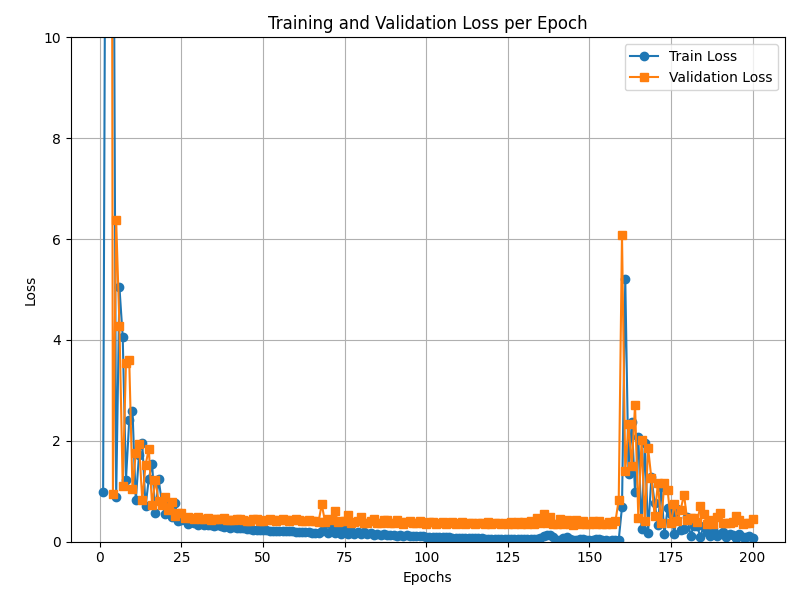 Training and Validation Loss per Epoch
Train Loss
Validation Loss
Loss
10
8
6
4
2
0
0 25 50 75 100 125 150 175 200
Epochs